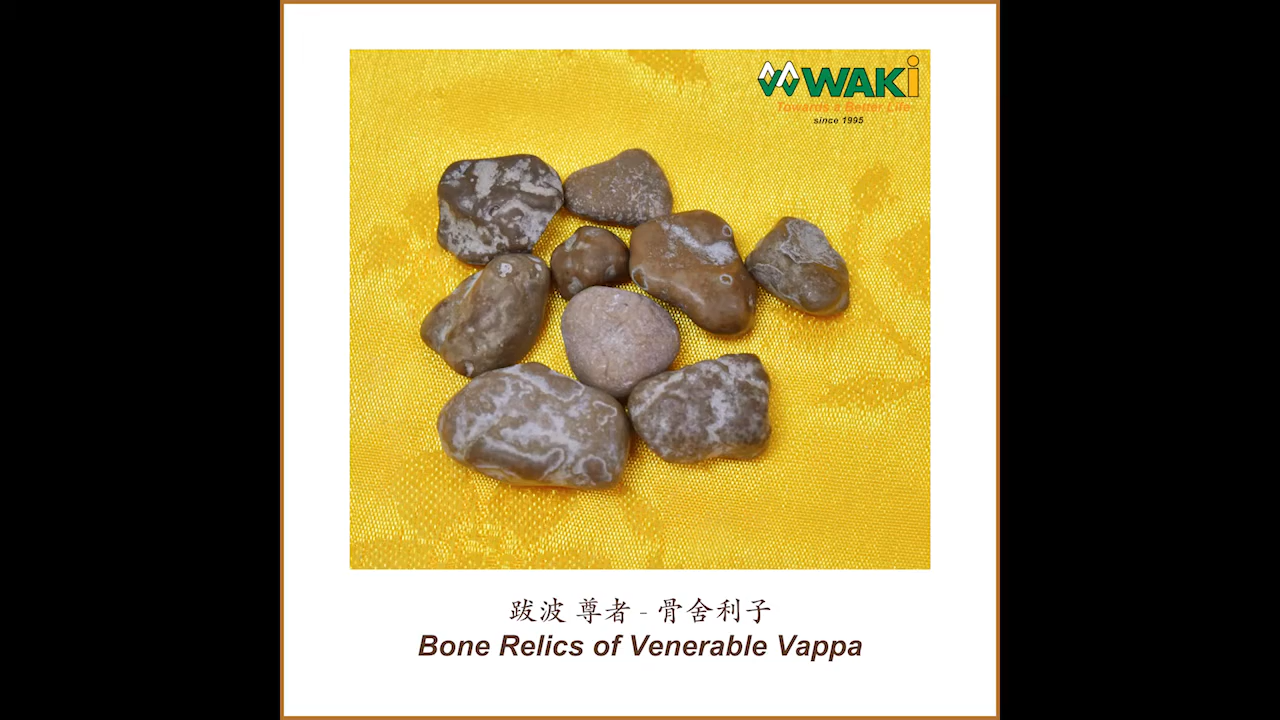 WAKi
Towards a Better Life
since 1995
跋波 尊者 - 骨舍利子
Bone Relics of Venerable Vappa